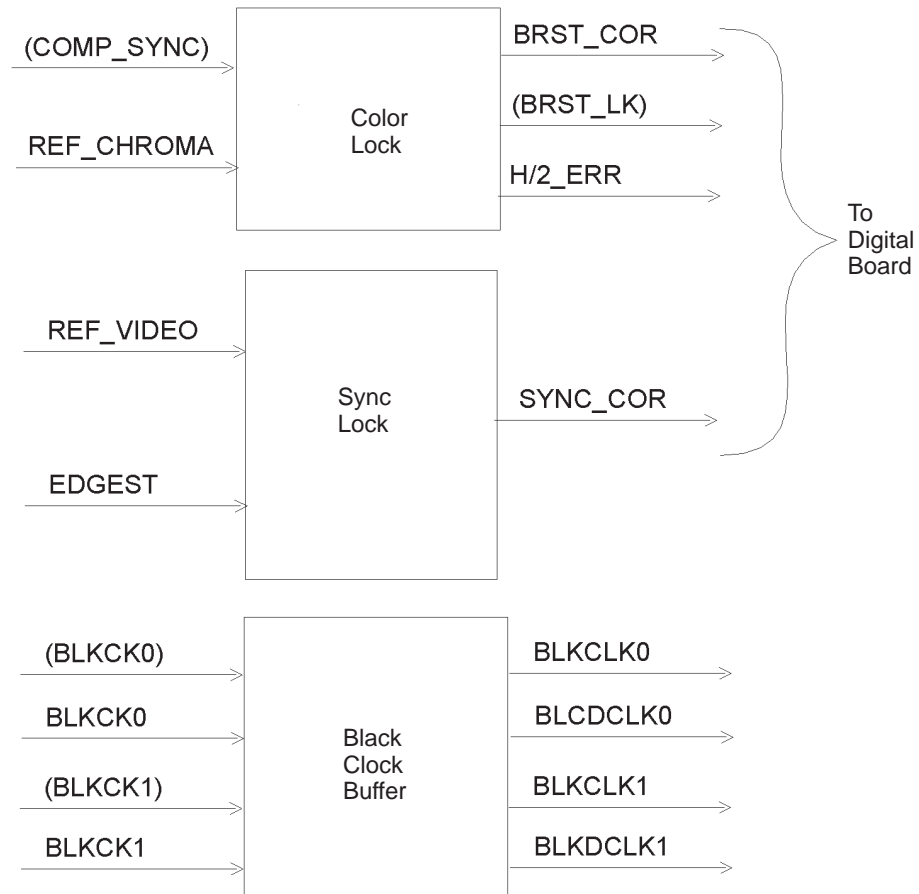 (COMP_SYNC)
REF_CHROMA
Color
Lock
BRST_COR
(BRST_LK)
H/2_ERR
To
Digital
Board
REF_VIDEO
EDGEST
Sync
Lock
SYNC_COR
(BLKCK0)
BLKCK0
(BLKCK1)
BLKCK1
Black
Clock
Buffer
BLKCLK0
BLCDCLK0
BLKCLK1
BLKDCLK1